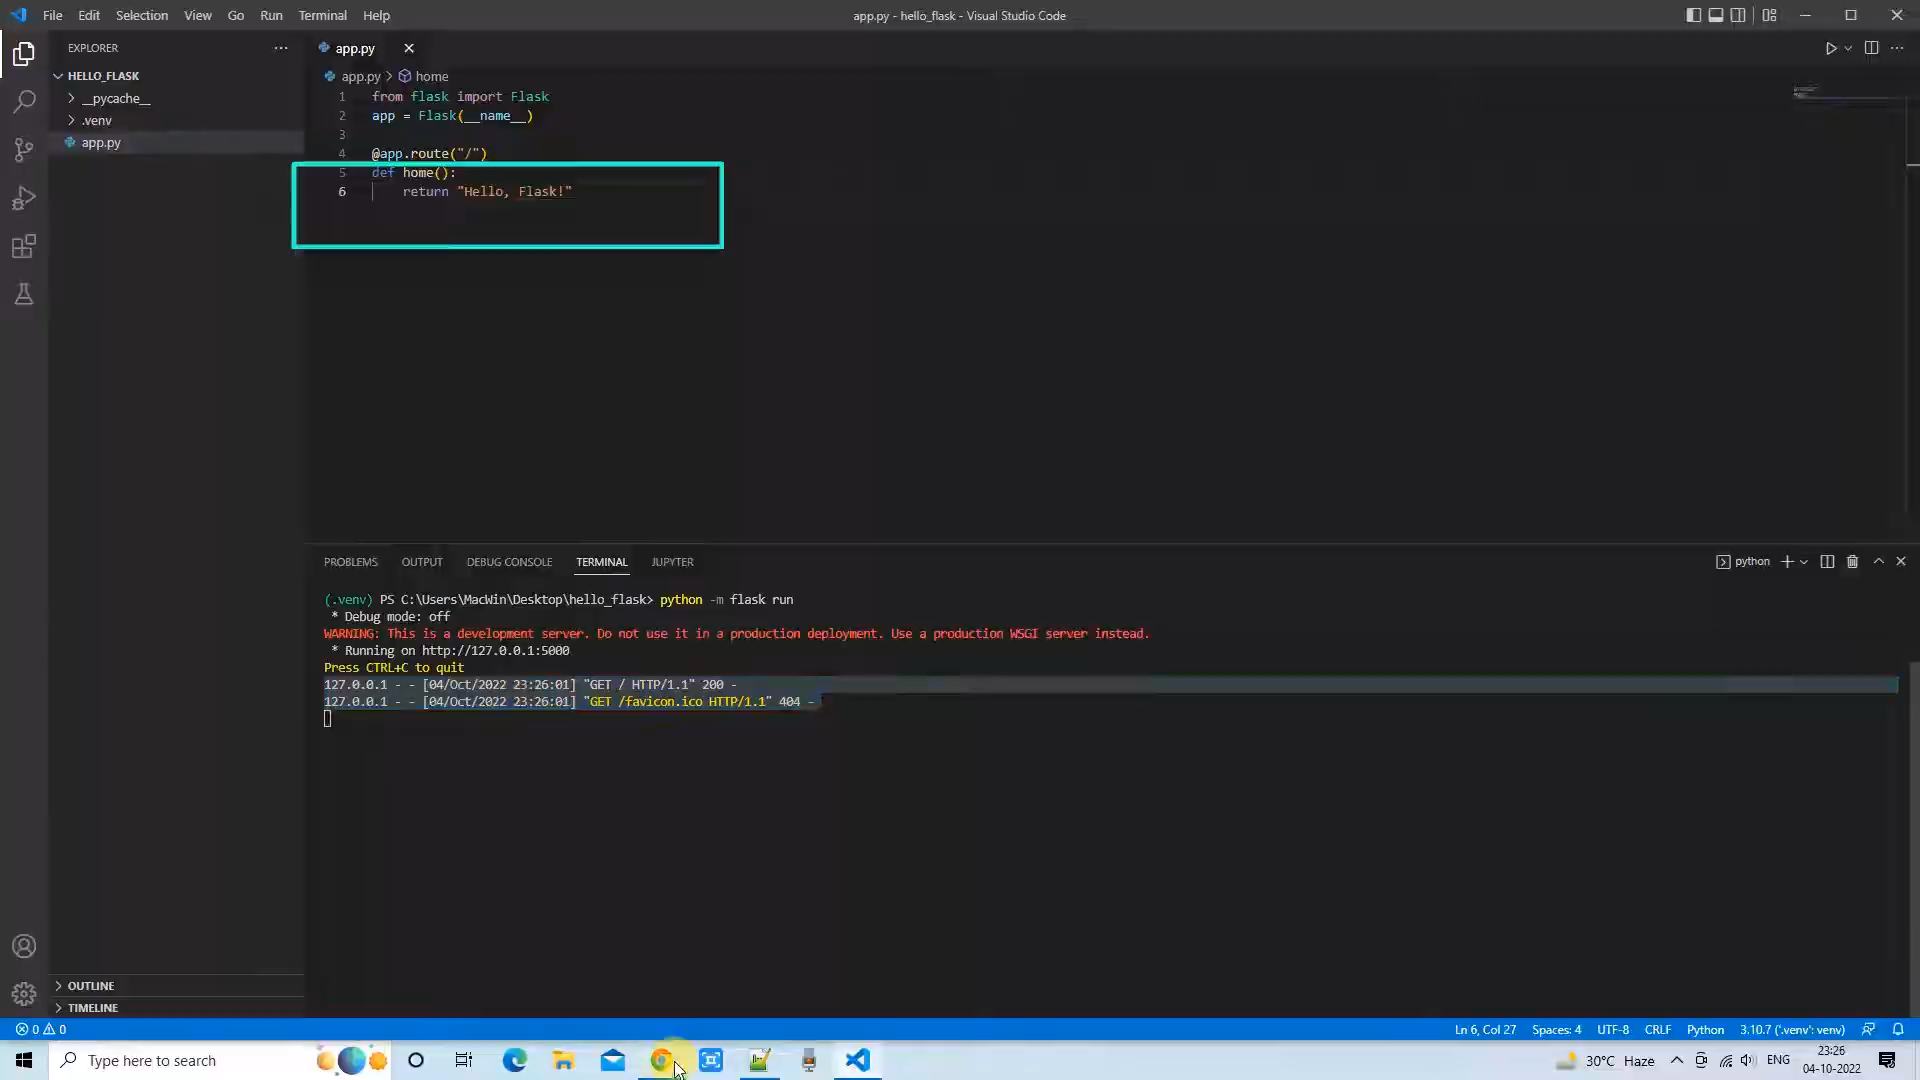 File Edit Selection View Go Run Terminal Help
app.py - hello_flask - Visual Studio Code
EXPLORER
HELLO_FLASK
__pycache__
.venv
app.py
app.py
app.py > home
1 from flask import Flask
2 app = Flask(__name__)
3
4 @app.route("/")
5 def home():
6 return "Hello, Flask!"
PROBLEMS OUTPUT DEBUG CONSOLE TERMINAL JUPYTER
python
(.venv) PS C:\Users\MacWin\Desktop\hello_flask> python -m flask run
* Debug mode: off
WARNING: This is a development server. Do not use it in a production deployment. Use a production WSGI server instead.
* Running on http://127.0.0.1:5000
Press CTRL+C to quit
127.0.0.1 - - [04/Oct/2022 23:26:01] "GET / HTTP/1.1" 200 -
127.0.0.1 - - [04/Oct/2022 23:26:01] "GET /favicon.ico HTTP/1.1" 404 -
OUTLINE
TIMELINE
0 0
Ln 6, Col 27 Spaces: 4 UTF-8 CRLF Python 3.10.7 ('.venv': venv)
Type here to search
30°C Haze
ENG
23:26
04-10-2022